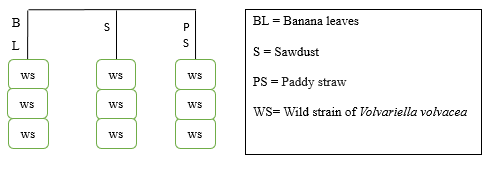 B
L
S
P
S
ws ws ws
ws ws ws
ws ws ws
BL = Banana leaves
S = Sawdust
PS = Paddy straw
WS= Wild strain of Volvariella volvacea